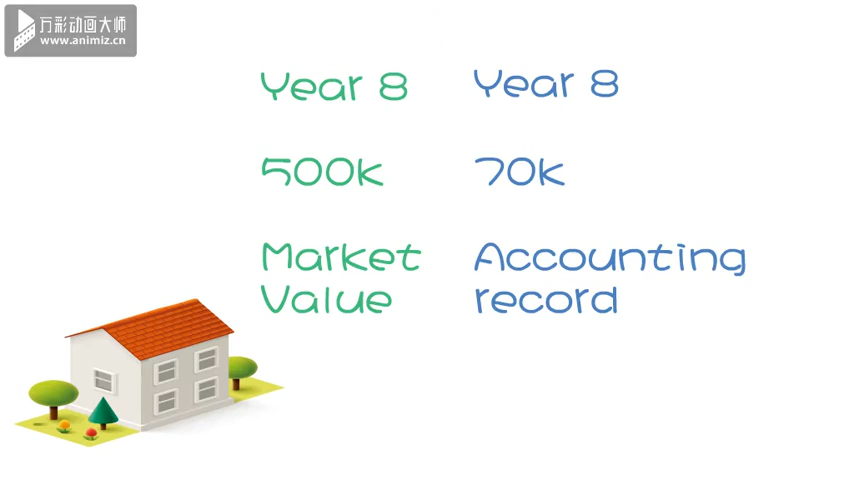 万彩动画大师
www.animiz.cn
Year 8
Year 8
500k
70k
Market
Value
Accounting
record